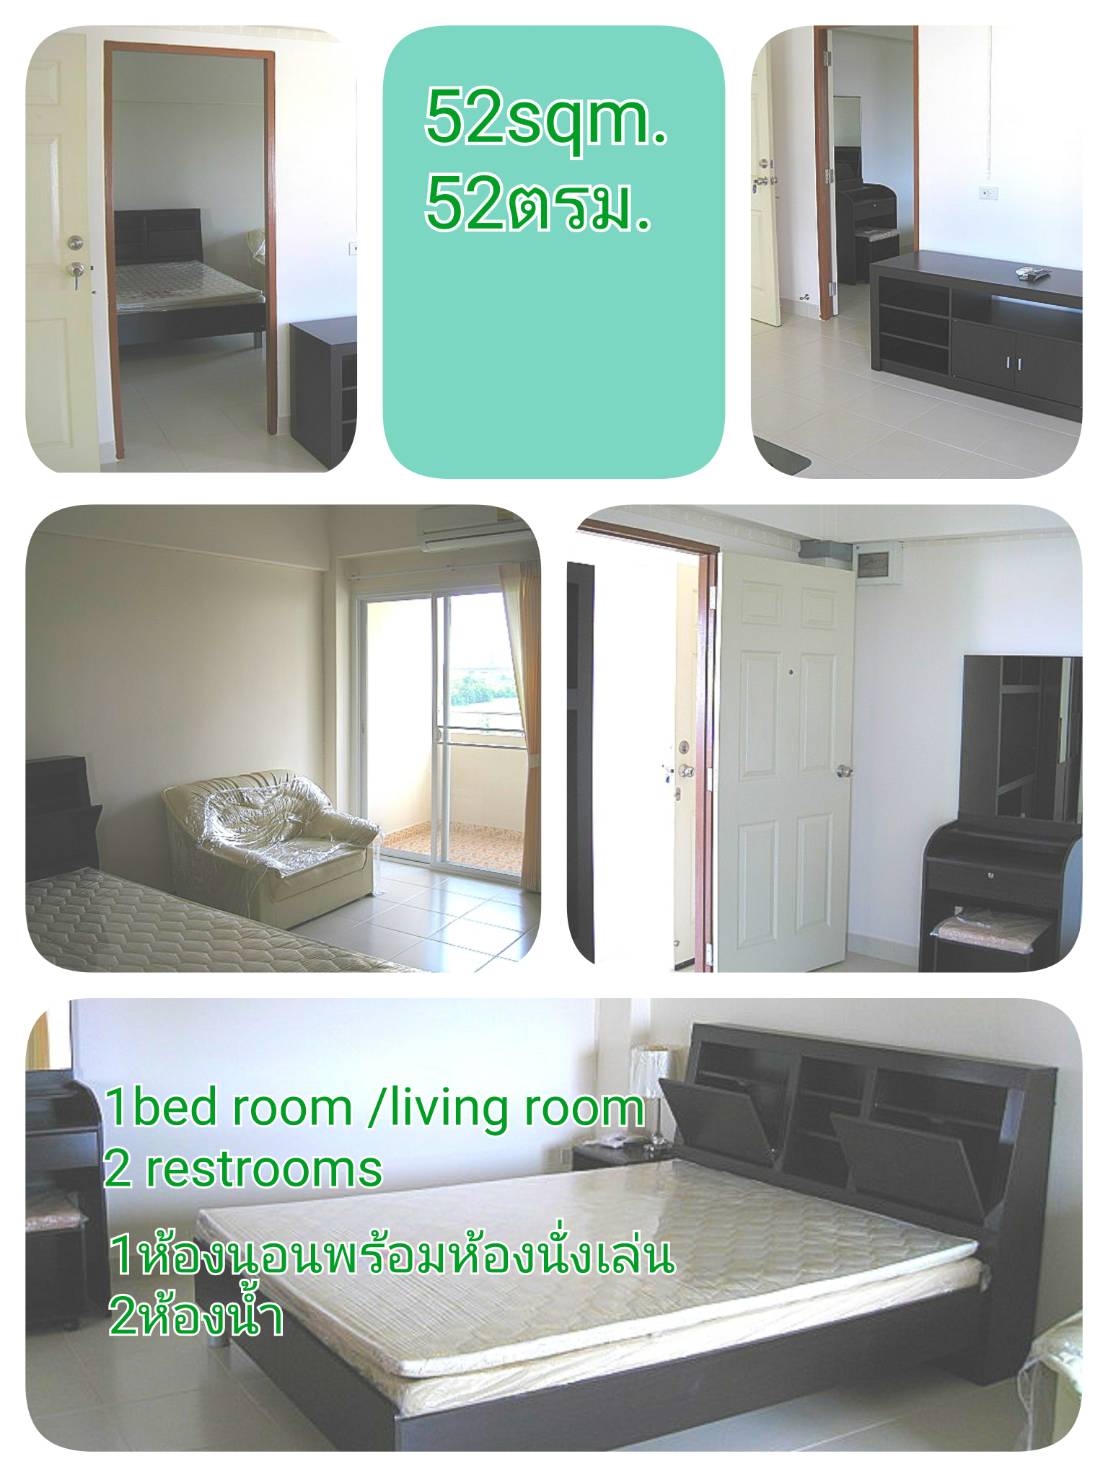 52sqm.
52ตรม.
1bed room /living room
2 restrooms
1ห้องนอนพร้อมห้องนั่งเล่น
2ห้องน้ำ